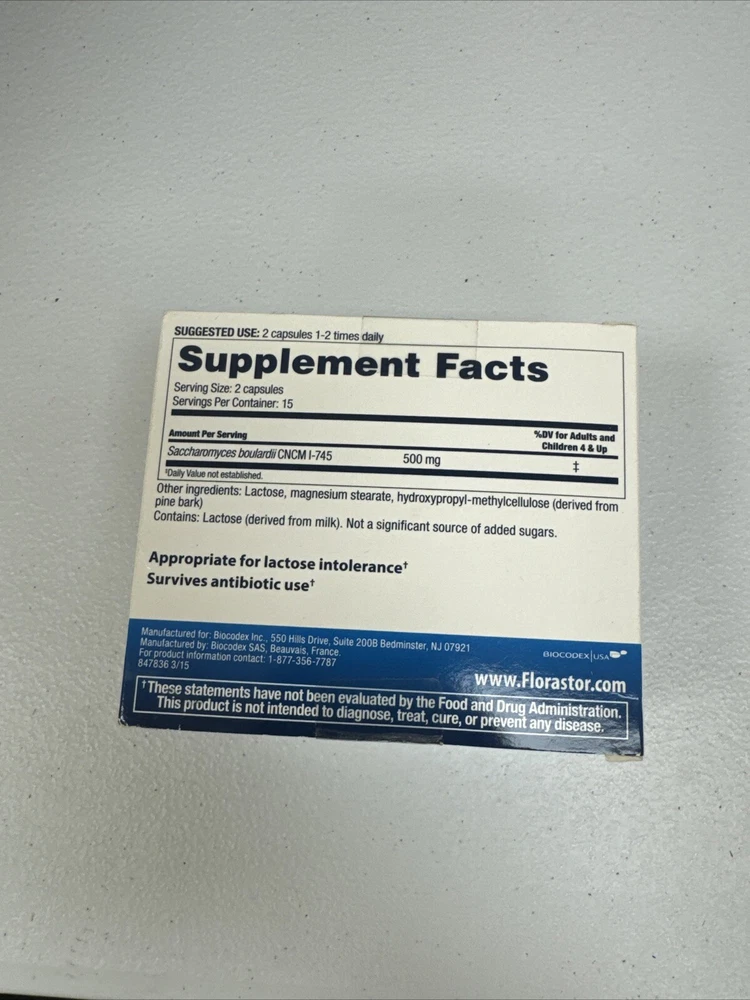 SUGGESTED USE: 2 capsules 1-2 times daily
Supplement Facts
Serving Size: 2 capsules
Servings Per Container: 15
Amount Per Serving
%DV for Adults and
Children 4 & Up
Saccharomyces boulardii CNCM I-745 500 mg ‡
‡Daily Value not established.
Other ingredients: Lactose, magnesium stearate, hydroxypropyl-methylcellulose (derived from
pine bark)
Contains: Lactose (derived from milk). Not a significant source of added sugars.
Appropriate for lactose intolerance†
Survives antibiotic use†
Manufactured for: Biocodex Inc., 550 Hills Drive, Suite 200B Bedminster, NJ 07921
Manufactured by: Biocodex SAS, Beauvais, France.
For product information contact: 1-877-356-7787
847836 3/15
BIOCODEX|USA
www.Florastor.com
†These statements have not been evaluated by the Food and Drug Administration.
This product is not intended to diagnose, treat, cure, or prevent any disease.